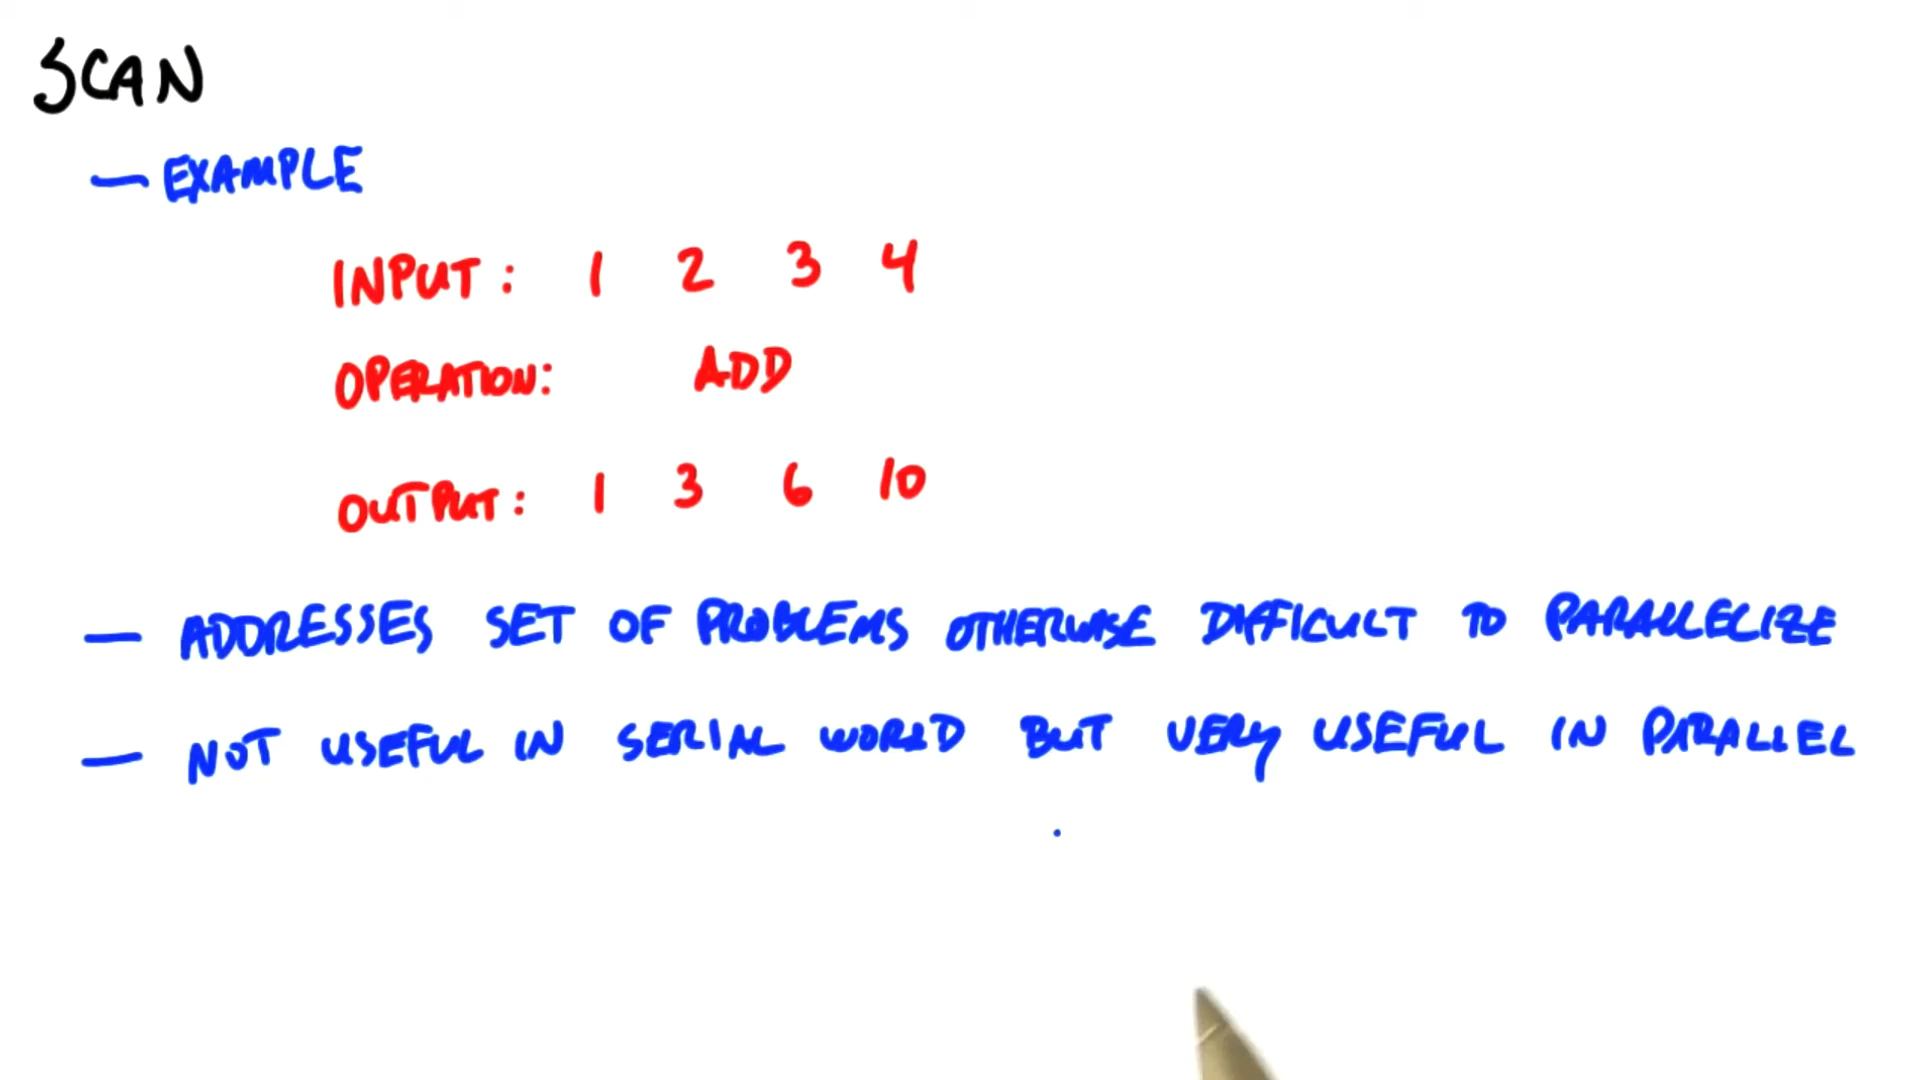 SCAN
— EXAMPLE
INPUT: 1 2 3 4
OPERATION: ADD
OUTPUT: 1 3 6 10
— ADDRESSES SET OF PROBLEMS OTHERWISE DIFFICULT TO PARALLELIZE
— NOT USEFUL IN SERIAL WORLD BUT VERY USEFUL IN PARALLEL